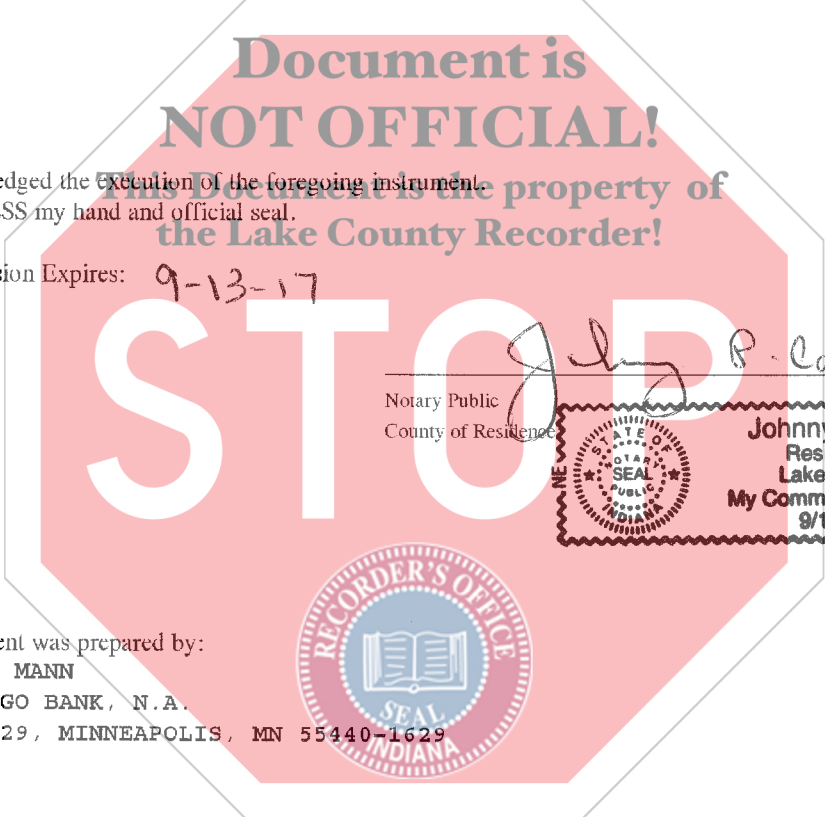 Document is
NOT OFFICIAL!
This Document is the property of
the Lake County Recorder!
edged the execution of the foregoing instrument.
SS my hand and official seal.
sion Expires: 9-13-17
STOP
Notary Public
County of Residence
NE
STATE OF INDIANA
NOTARY PUBLIC
SEAL
Johnny
Res
Lake
My Comm
9/1
RECORDER'S OFFICE
SEAL
INDIANA
ent was prepared by:
MANN
GO BANK, N.A.
29, MINNEAPOLIS, MN 55440-1629